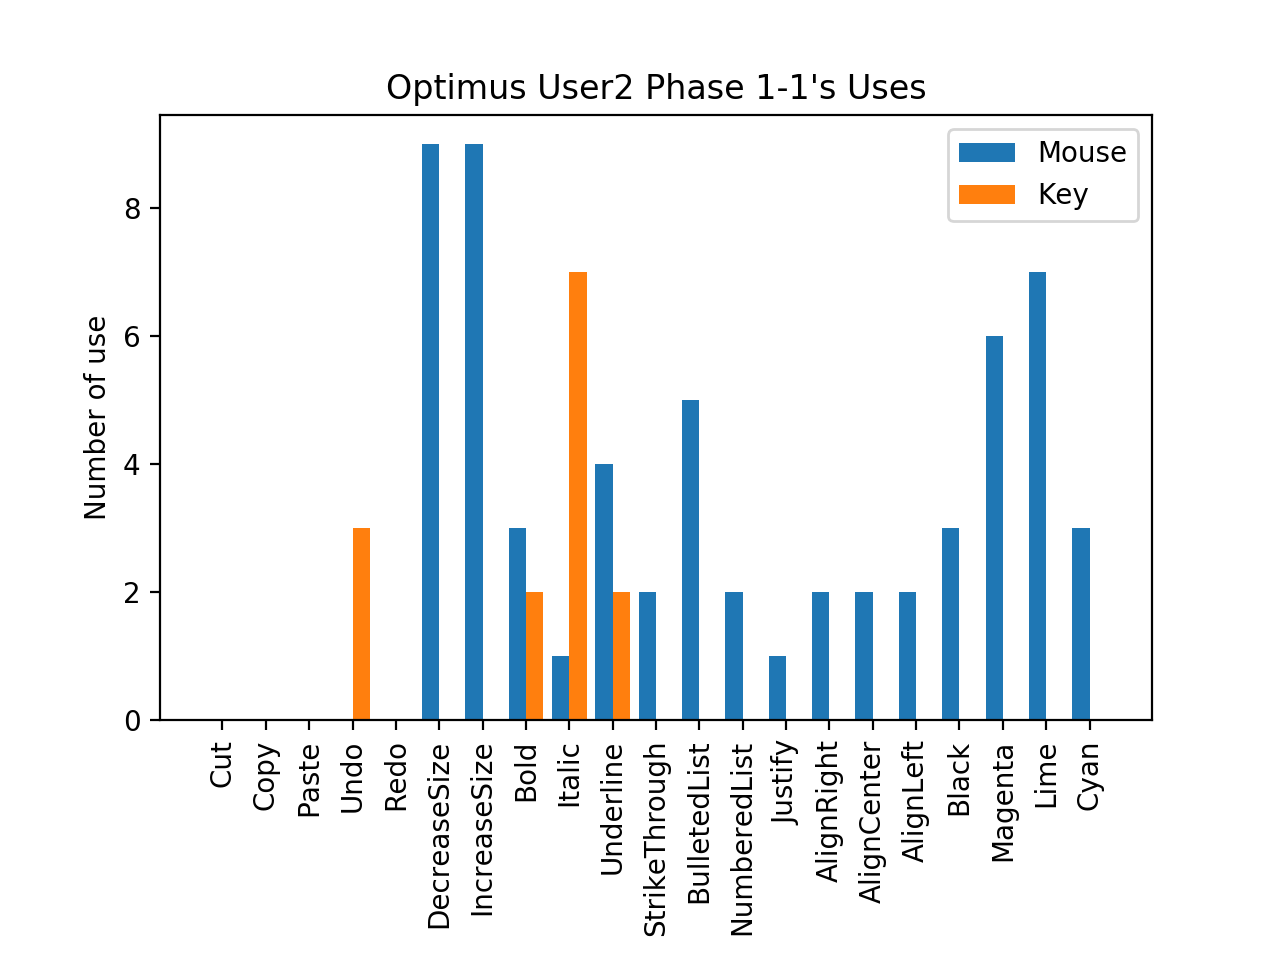 Optimus User2 Phase 1-1's Uses
Mouse
Key
Number of use
8
6
4
2
0
Cut
Copy
Paste
Undo
Redo
DecreaseSize
IncreaseSize
Bold
Italic
Underline
StrikeThrough
BulletedList
NumberedList
Justify
AlignRight
AlignCenter
AlignLeft
Black
Magenta
Lime
Cyan